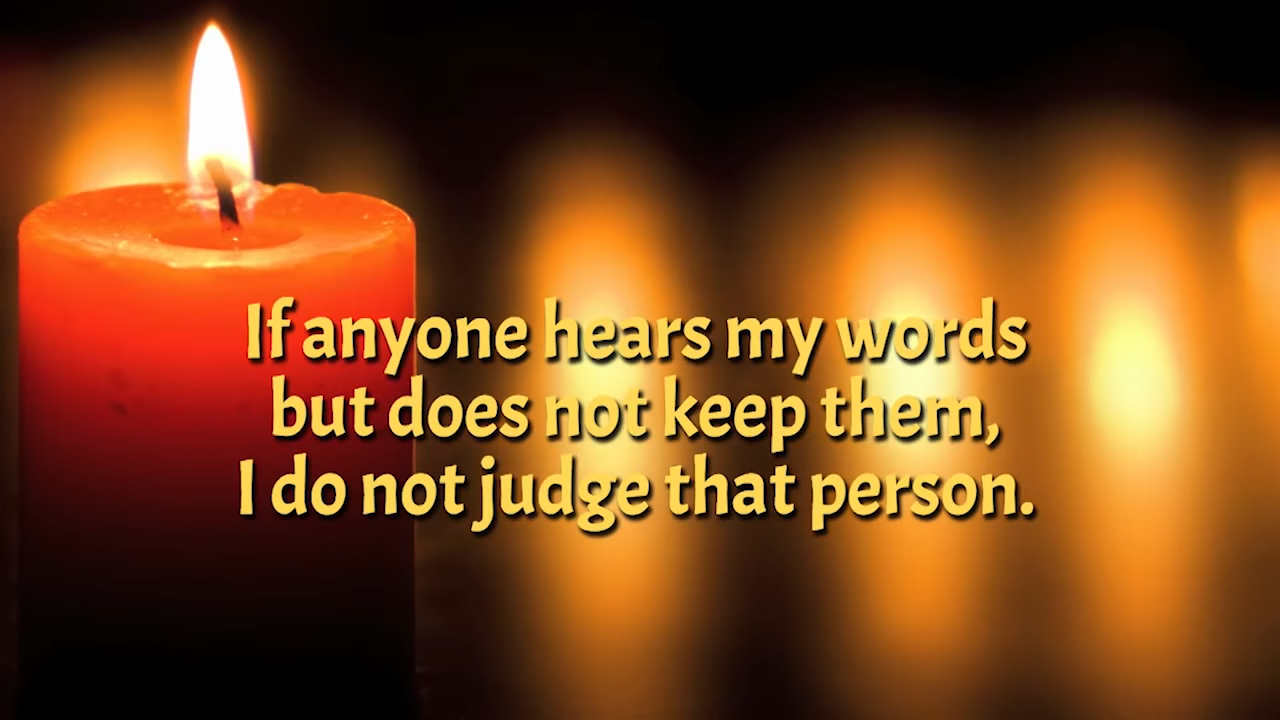 If anyone hears my words
but does not keep them,
I do not judge that person.